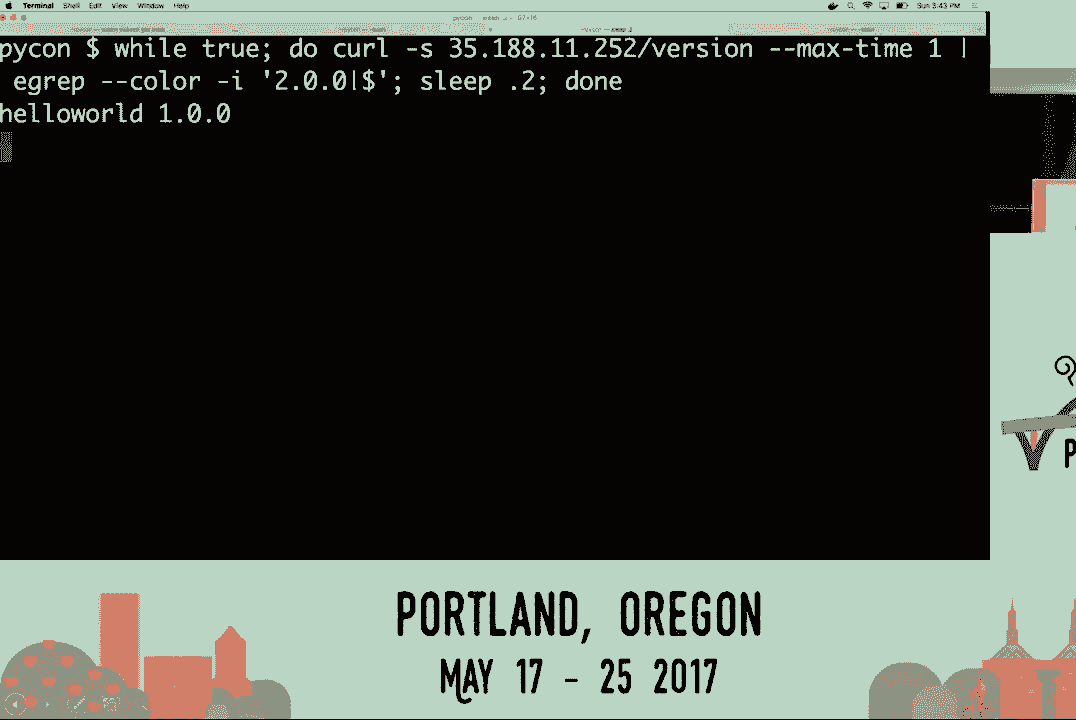 Terminal Shell Edit View Window Help
Sun 3:43 PM
pycon $ while true; do curl -s 35.188.11.252/version --max-time 1 |
egrep --color -i '2.0.0|$'; sleep .2; done
helloworld 1.0.0
P
PORTLAND, OREGON
MAY 17 - 25 2017